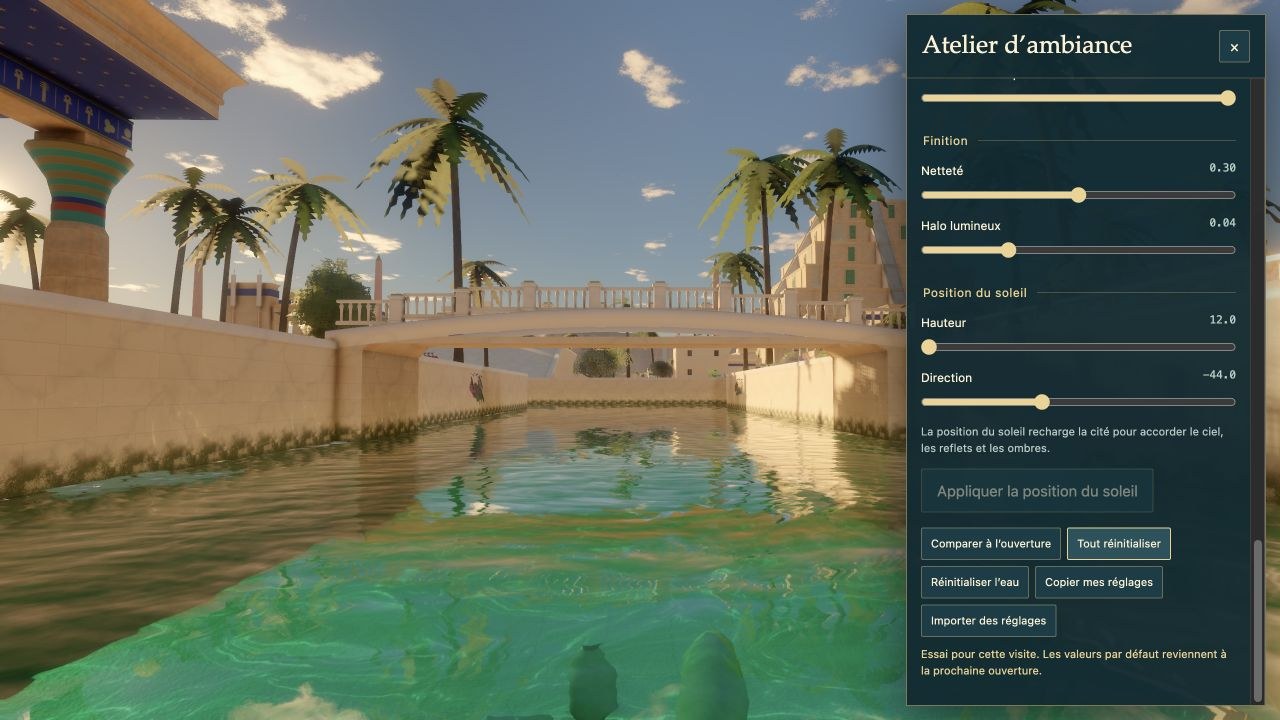 Atelier d’ambiance
×
Finition
Netteté 0.30
Halo lumineux 0.04
Position du soleil
Hauteur 12.0
Direction −44.0
La position du soleil recharge la cité pour accorder le ciel,
les reflets et les ombres.
Appliquer la position du soleil
Comparer à l’ouverture Tout réinitialiser
Réinitialiser l’eau Copier mes réglages
Importer des réglages
Essai pour cette visite. Les valeurs par défaut reviennent à
la prochaine ouverture.